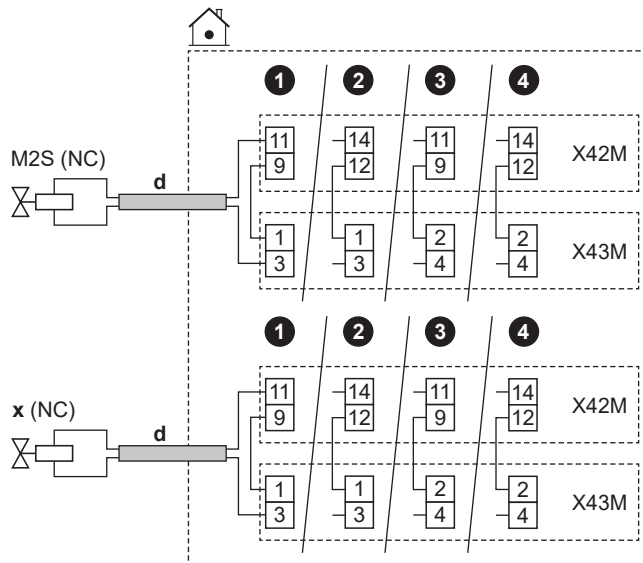 1 2 3 4
11 14 11 14
X42M
M2S (NC)
9 12 9 12
d
1 1 2 2
X43M
3 3 4 4
1 2 3 4
11 14 11 14
X42M
x (NC)
9 12 9 12
d
1 1 2 2
X43M
3 3 4 4